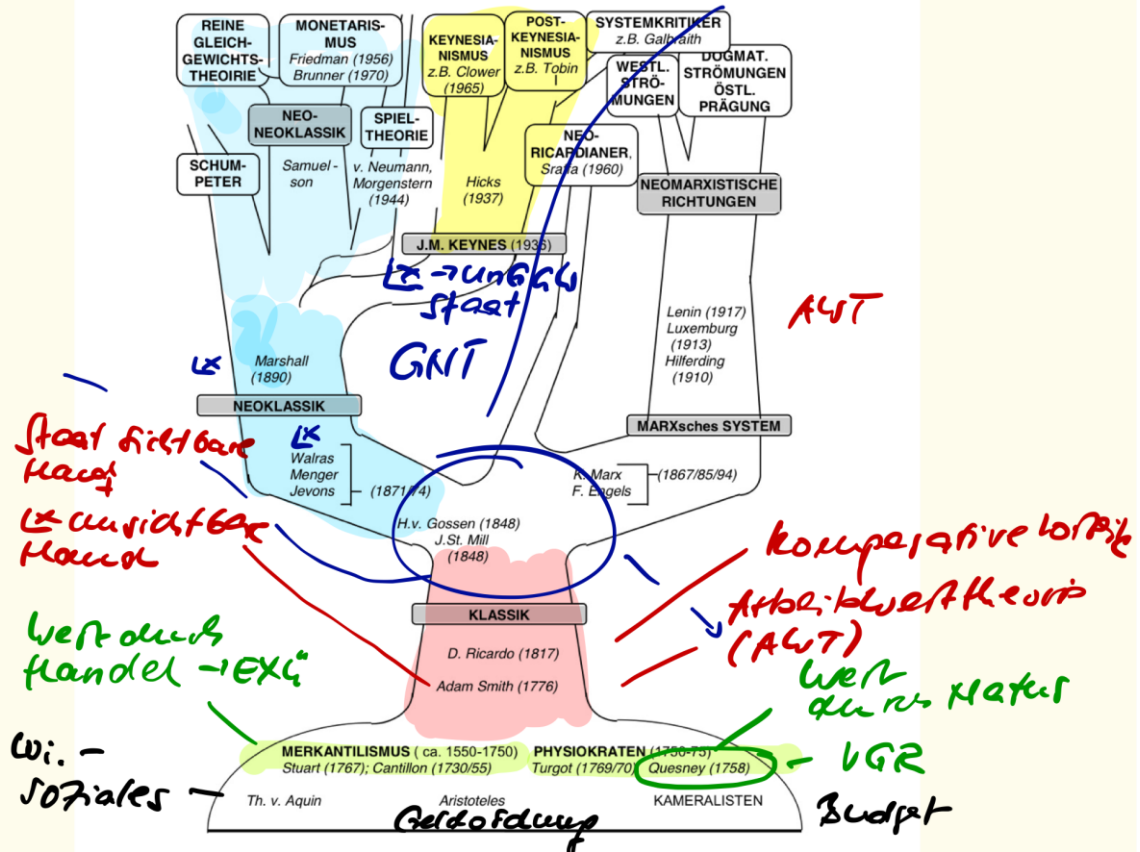 REINE
GLEICH-
GEWICHTS-
THEOIRIE
MONETARIS-
MUS
Friedman (1956)
Brunner (1970)
KEYNESIA-
NISMUS
z.B. Clower
(1965)
POST-
KEYNESIA-
NISMUS
z.B. Tobin
SYSTEMKRITIKER
z.B. Galbraith
WESTL.
STRÖ-
MUNGEN
DOGMAT.
STRÖMUNGEN
ÖSTL.
PRÄGUNG
NEO-
NEOKLASSIK
SPIEL-
THEORIE
NEO-
RICARDIANER,
Sraffa (1960)
SCHUM-
PETER
Samuel-
son
v. Neumann,
Morgenstern
(1944)
Hicks
(1937)
NEOMARXISTISCHE
RICHTUNGEN
J.M. KEYNES (1936)
Staat
GNT
Lenin (1917)
Luxemburg
(1913)
Hilferding
(1910)
AWT
Marshall
(1890)
NEOKLASSIK
MARXsches SYSTEM
Staat sichtbare
Hand
Walras
Menger
Jevons
(1871/74)
K. Marx
F. Engels
(1867/85/94)
unsichtbare
Hand
H.v. Gossen (1848)
J.St. Mill
(1848)
komperative
KLASSIK
Arbeitswerttheorie
(AWT)
Wert durch
Handel → EXÜ
D. Ricardo (1817)
Adam Smith (1776)
Wert
durch Natur
MERKANTILISMUS ( ca. 1550-1750)
PHYSIOKRATEN (1750-75)
Stuart (1767); Cantillon (1730/55)
Turgot (1769/70)
Quesney (1758)
VGR
Wi. -
soziales
Th. v. Aquin
Aristoteles
KAMERALISTEN
Budget